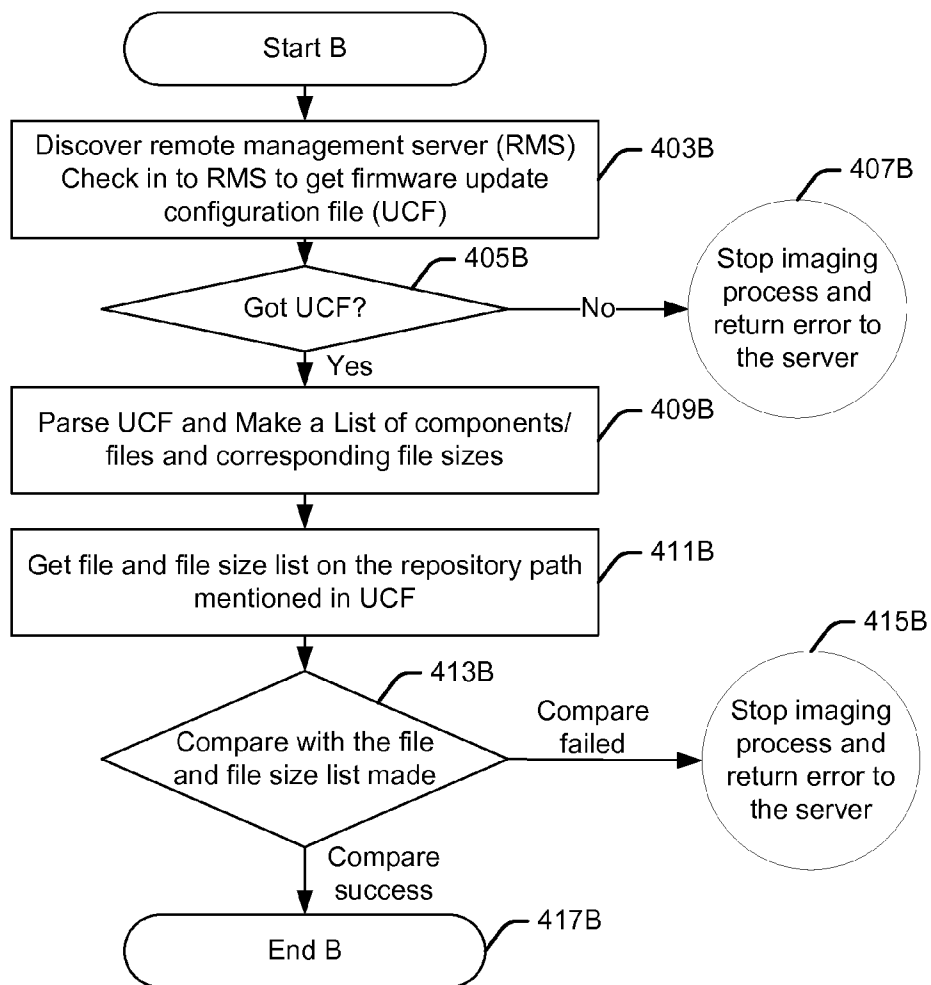 Start B
Discover remote management server (RMS)
Check in to RMS to get firmware update
configuration file (UCF)
403B
407B
405B
Got UCF?
No
Stop imaging
process and
return error to
the server
Yes
Parse UCF and Make a List of components/
files and corresponding file sizes
409B
Get file and file size list on the repository path
mentioned in UCF
411B
415B
413B
Compare with the file
and file size list made
Compare
failed
Stop imaging
process and
return error to
the server
Compare
success
End B
417B